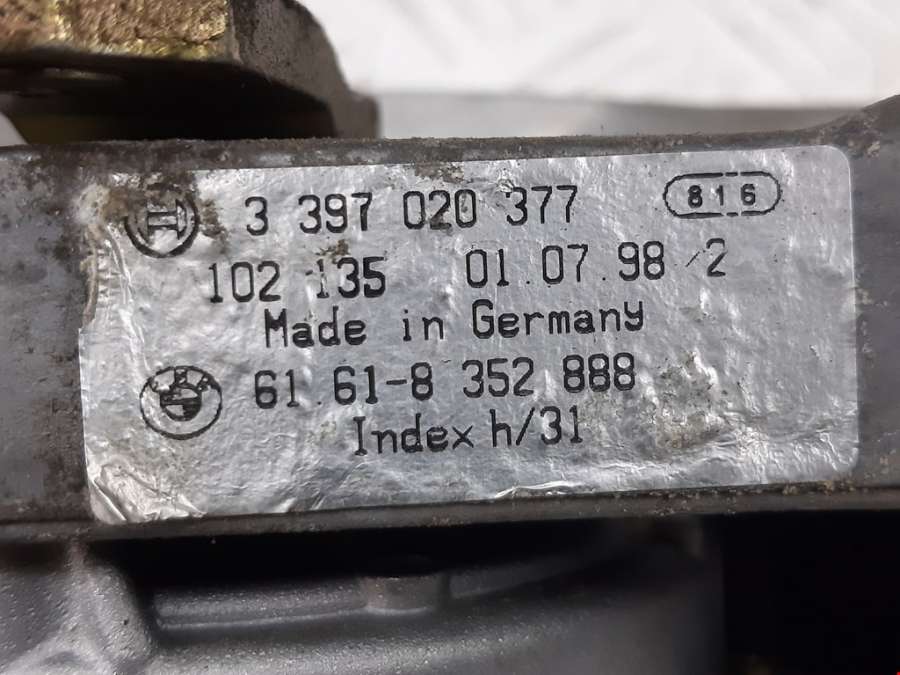 3 397 020 377 816
102 135 01.07.98 /2
Made in Germany
61.61-8 352 888
Index h/31